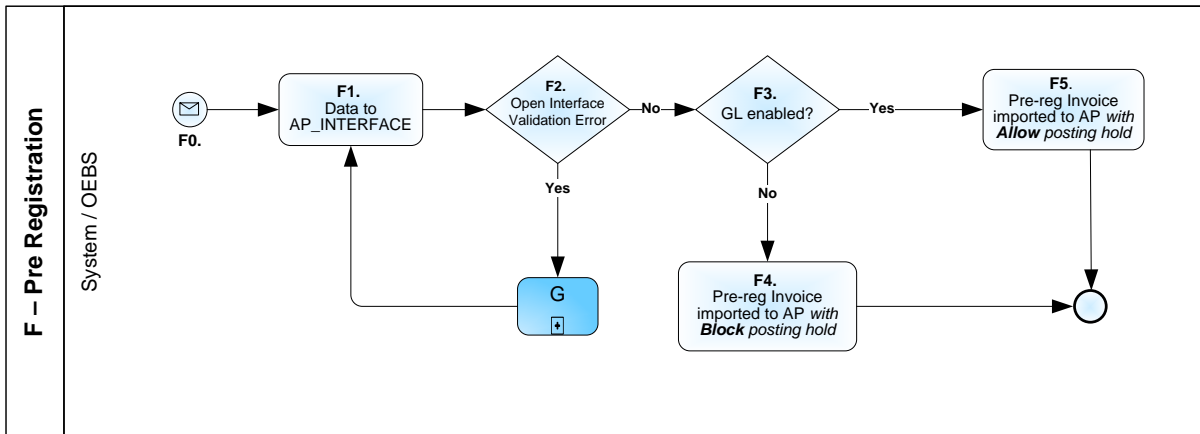 F – Pre Registration
System / OEBS
F0.
F1.
Data to
AP_INTERFACE
F2.
Open Interface
Validation Error
No
Yes
G
F3.
GL enabled?
Yes
No
F5.
Pre-reg Invoice
imported to AP with
Allow posting hold
F4.
Pre-reg Invoice
imported to AP with
Block posting hold